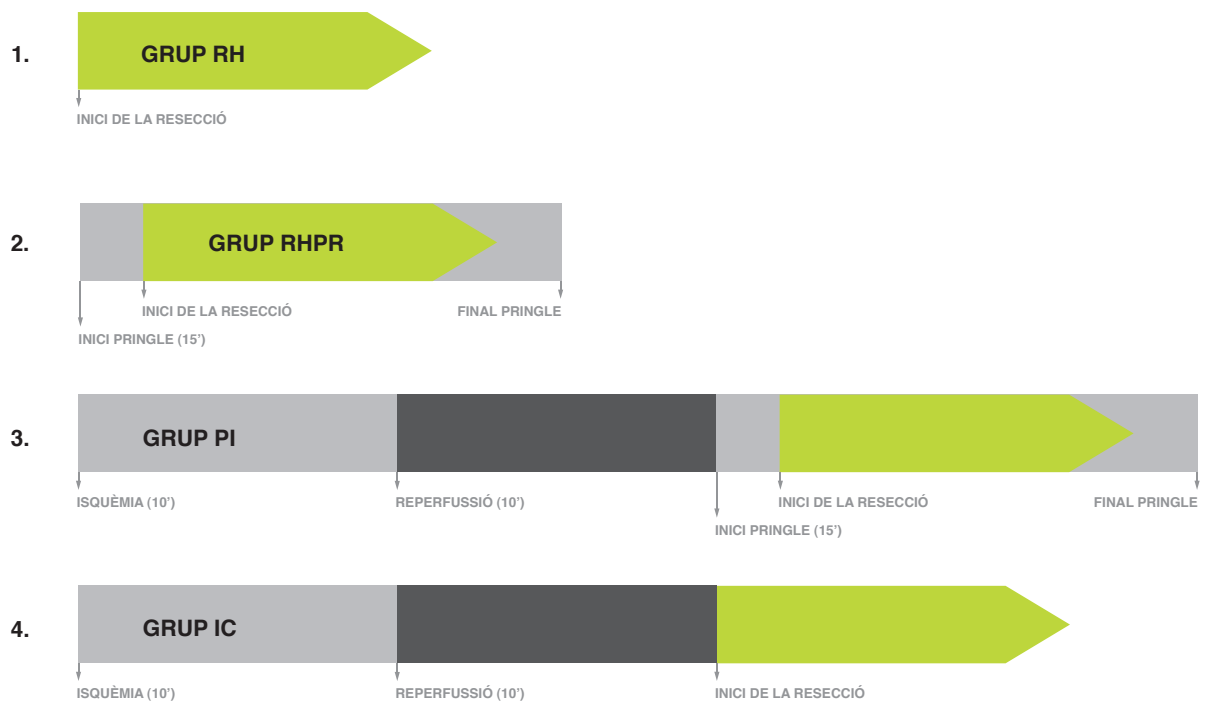 1.
GRUP RH
INICI DE LA RESECCIÓ
2.
GRUP RHPR
INICI DE LA RESECCIÓ
FINAL PRINGLE
INICI PRINGLE (15’)
3.
GRUP PI
ISQUÈMIA (10’)
REPERFUSSIÓ (10’)
INICI DE LA RESECCIÓ
FINAL PRINGLE
INICI PRINGLE (15’)
4.
GRUP IC
ISQUÈMIA (10’)
REPERFUSSIÓ (10’)
INICI DE LA RESECCIÓ